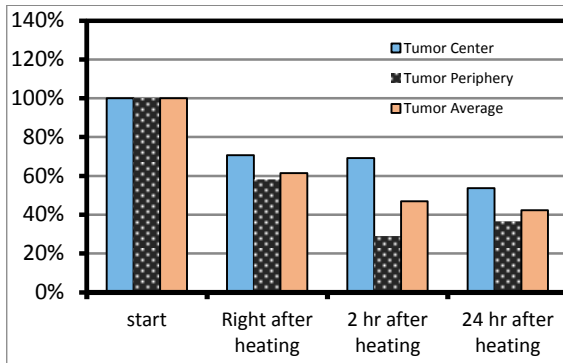 140%
120%
100%
80%
60%
40%
20%
0%
Tumor Center
Tumor Periphery
Tumor Average
start
Right after
heating
2 hr after
heating
24 hr after
heating